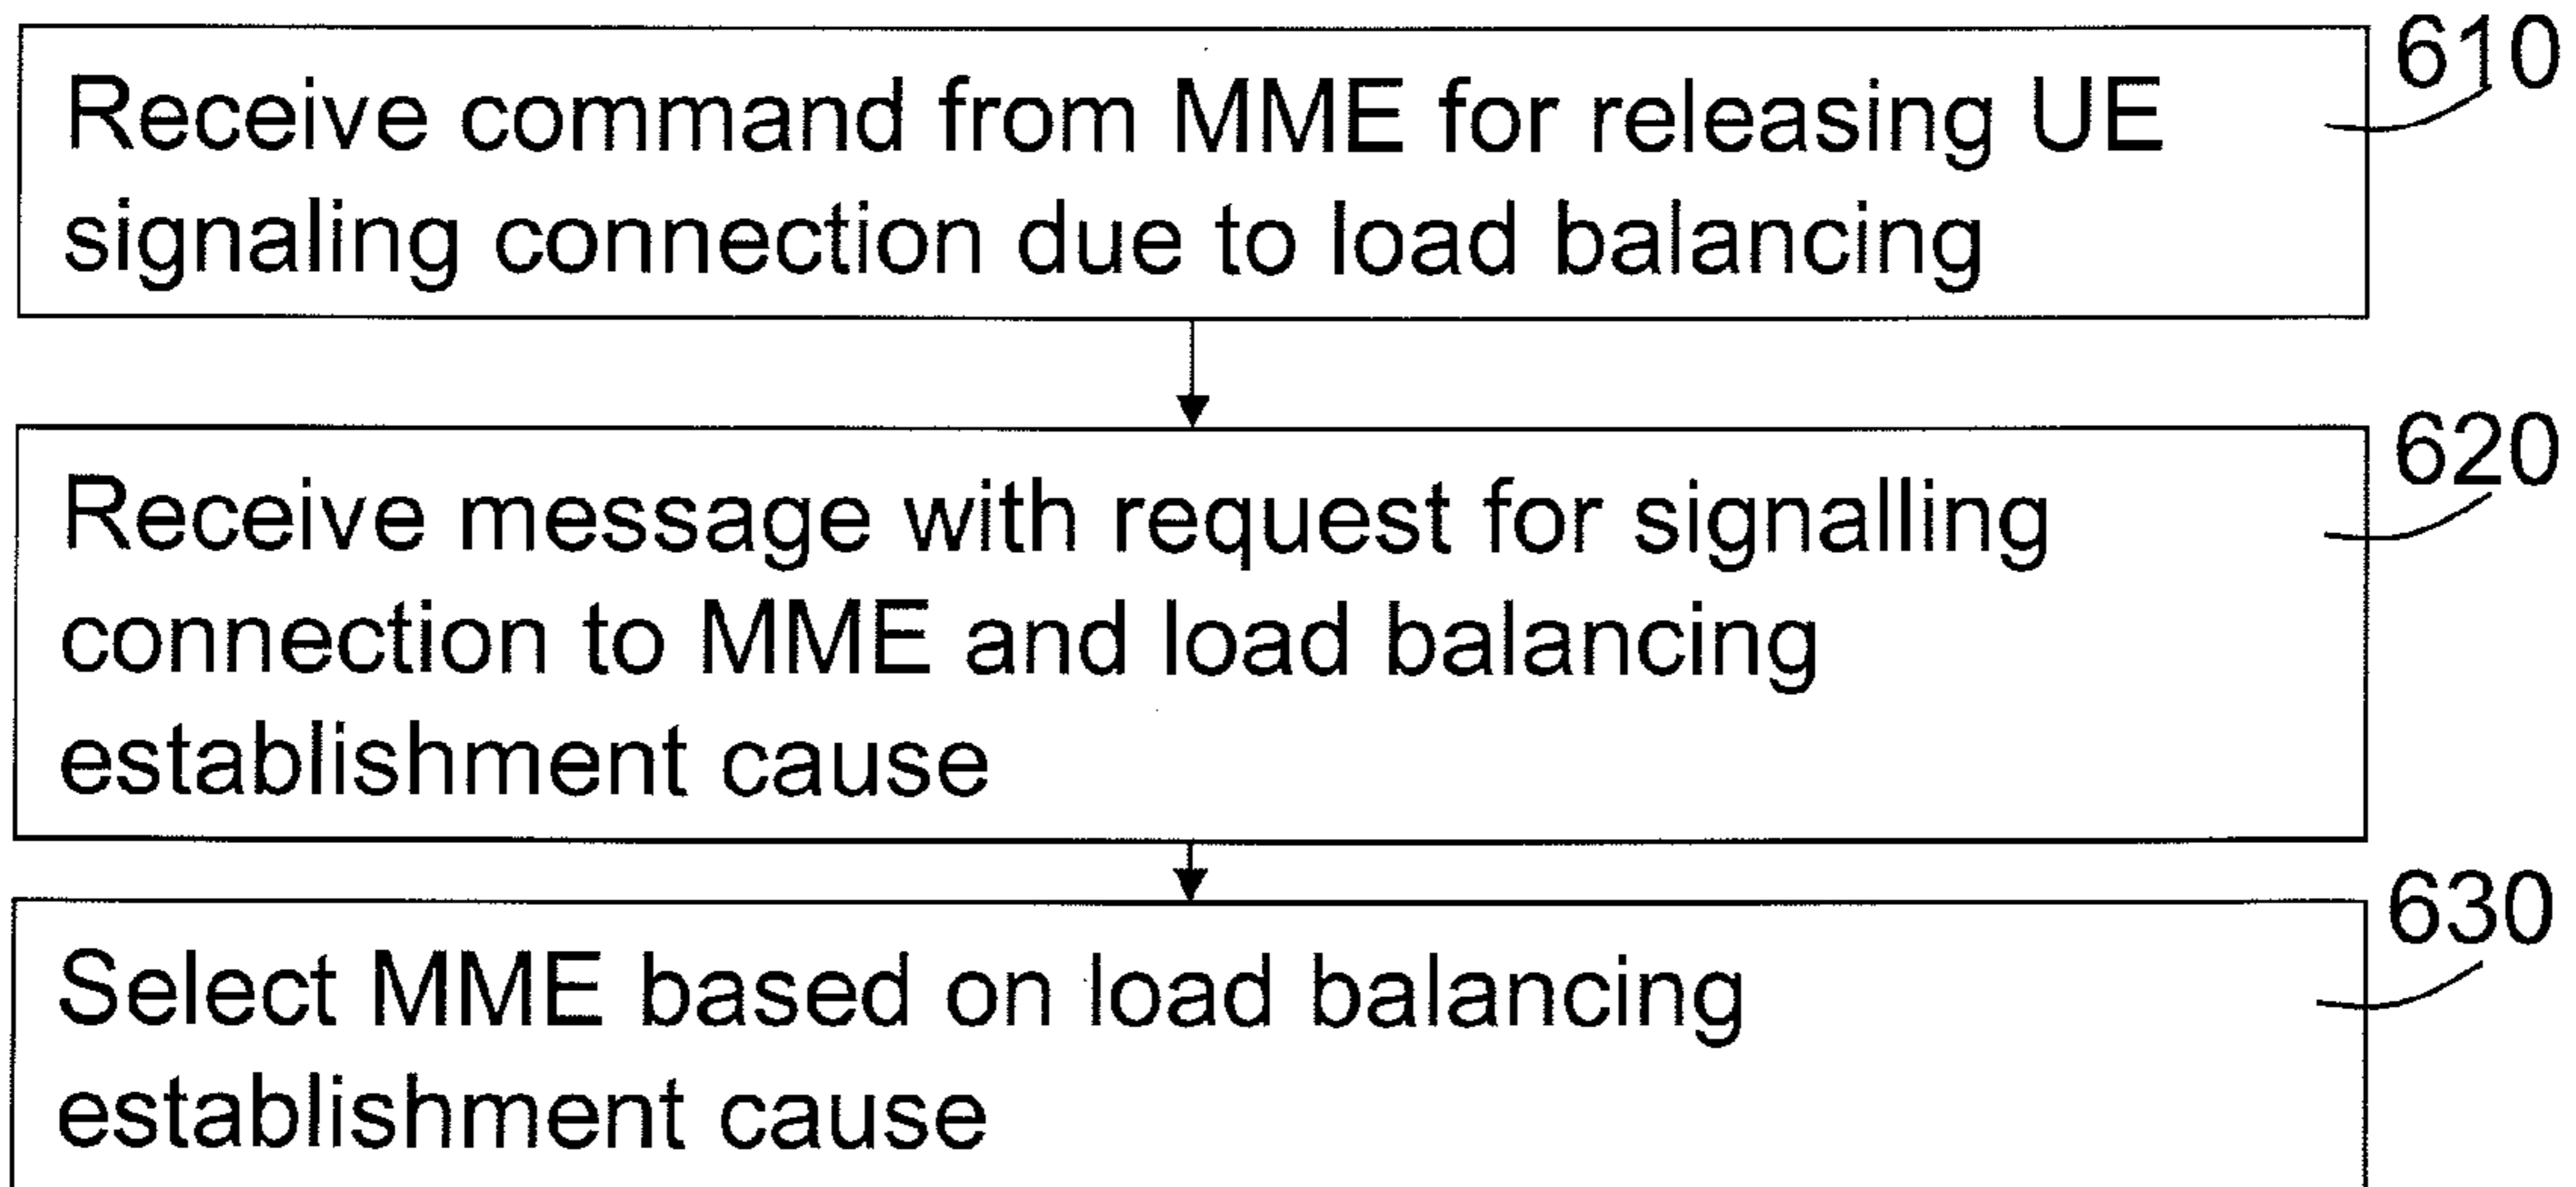 610
Receive command from MME for releasing UE
signaling connection due to load balancing
620
Receive message with request for signalling
connection to MME and load balancing
establishment cause
630
Select MME based on load balancing
establishment cause